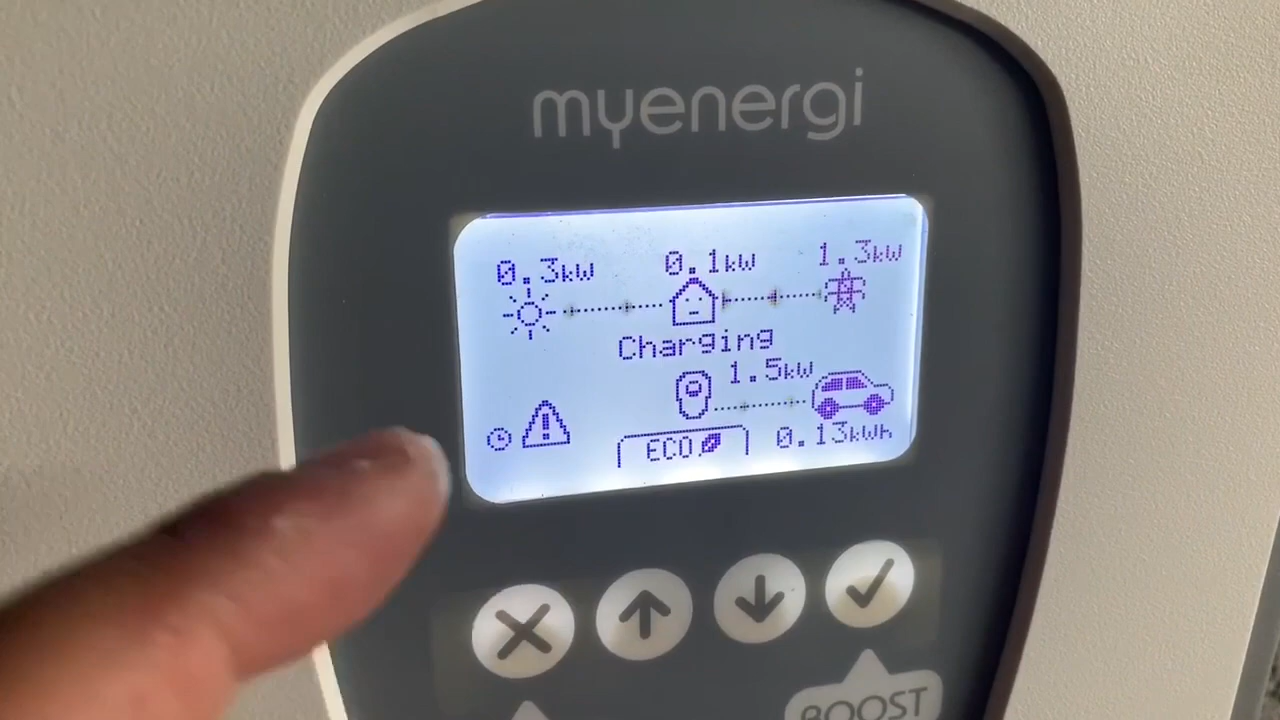 myenergi
0.3kW 0.1kW 1.3kW
Charging
1.5kW
ECO 0.13kWh
BOOST